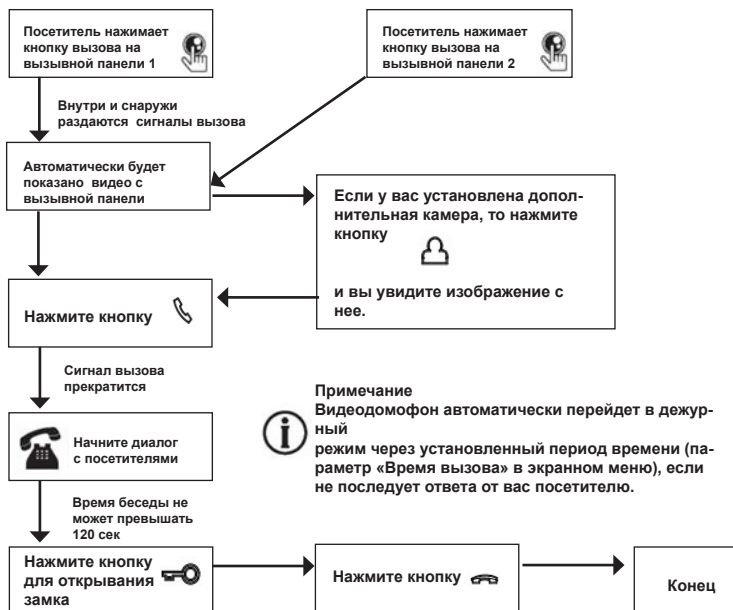 Посетитель нажимает
кнопку вызова на
вызывной панели 1
Посетитель нажимает
кнопку вызова на
вызывной панели 2
Внутри и снаружи
раздаются сигналы вызова
Автоматически будет
показано видео с
вызывной панели
Если у вас установлена допол-
нительная камера, то нажмите
кнопку
и вы увидите изображение с
нее.
Нажмите кнопку
Сигнал вызова
прекратится
Примечание
Видеодомофон автоматически перейдет в дежур-
ный
режим через установленный период времени (па-
раметр «Время вызова» в экранном меню), если
не последует ответа от вас посетителю.
Начните диалог
с посетителями
Время беседы не
может превышать
120 сек
Нажмите кнопку
для открывания
замка
Нажмите кнопку
Конец